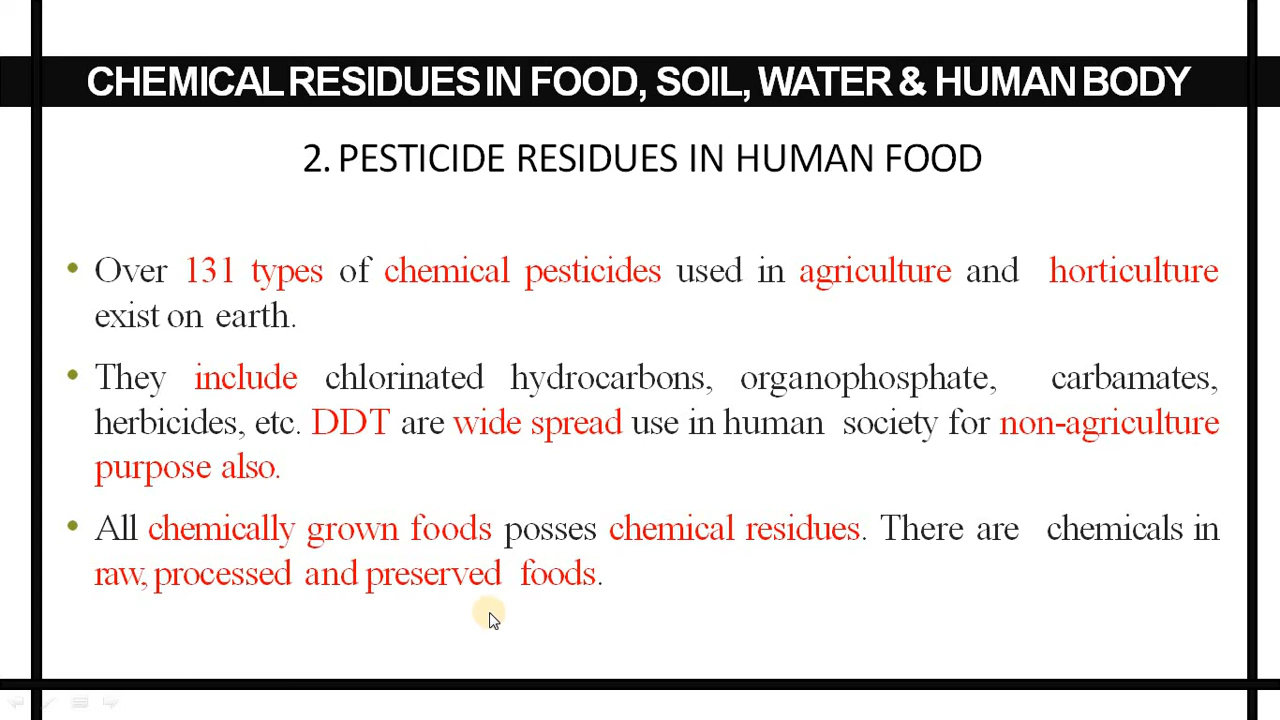 CHEMICAL RESIDUES IN FOOD, SOIL, WATER & HUMAN BODY
2. PESTICIDE RESIDUES IN HUMAN FOOD
• Over 131 types of chemical pesticides used in agriculture and horticulture
exist on earth.
• They include chlorinated hydrocarbons, organophosphate, carbamates,
herbicides, etc. DDT are wide spread use in human society for non-agriculture
purpose also.
• All chemically grown foods posses chemical residues. There are chemicals in
raw, processed and preserved foods.